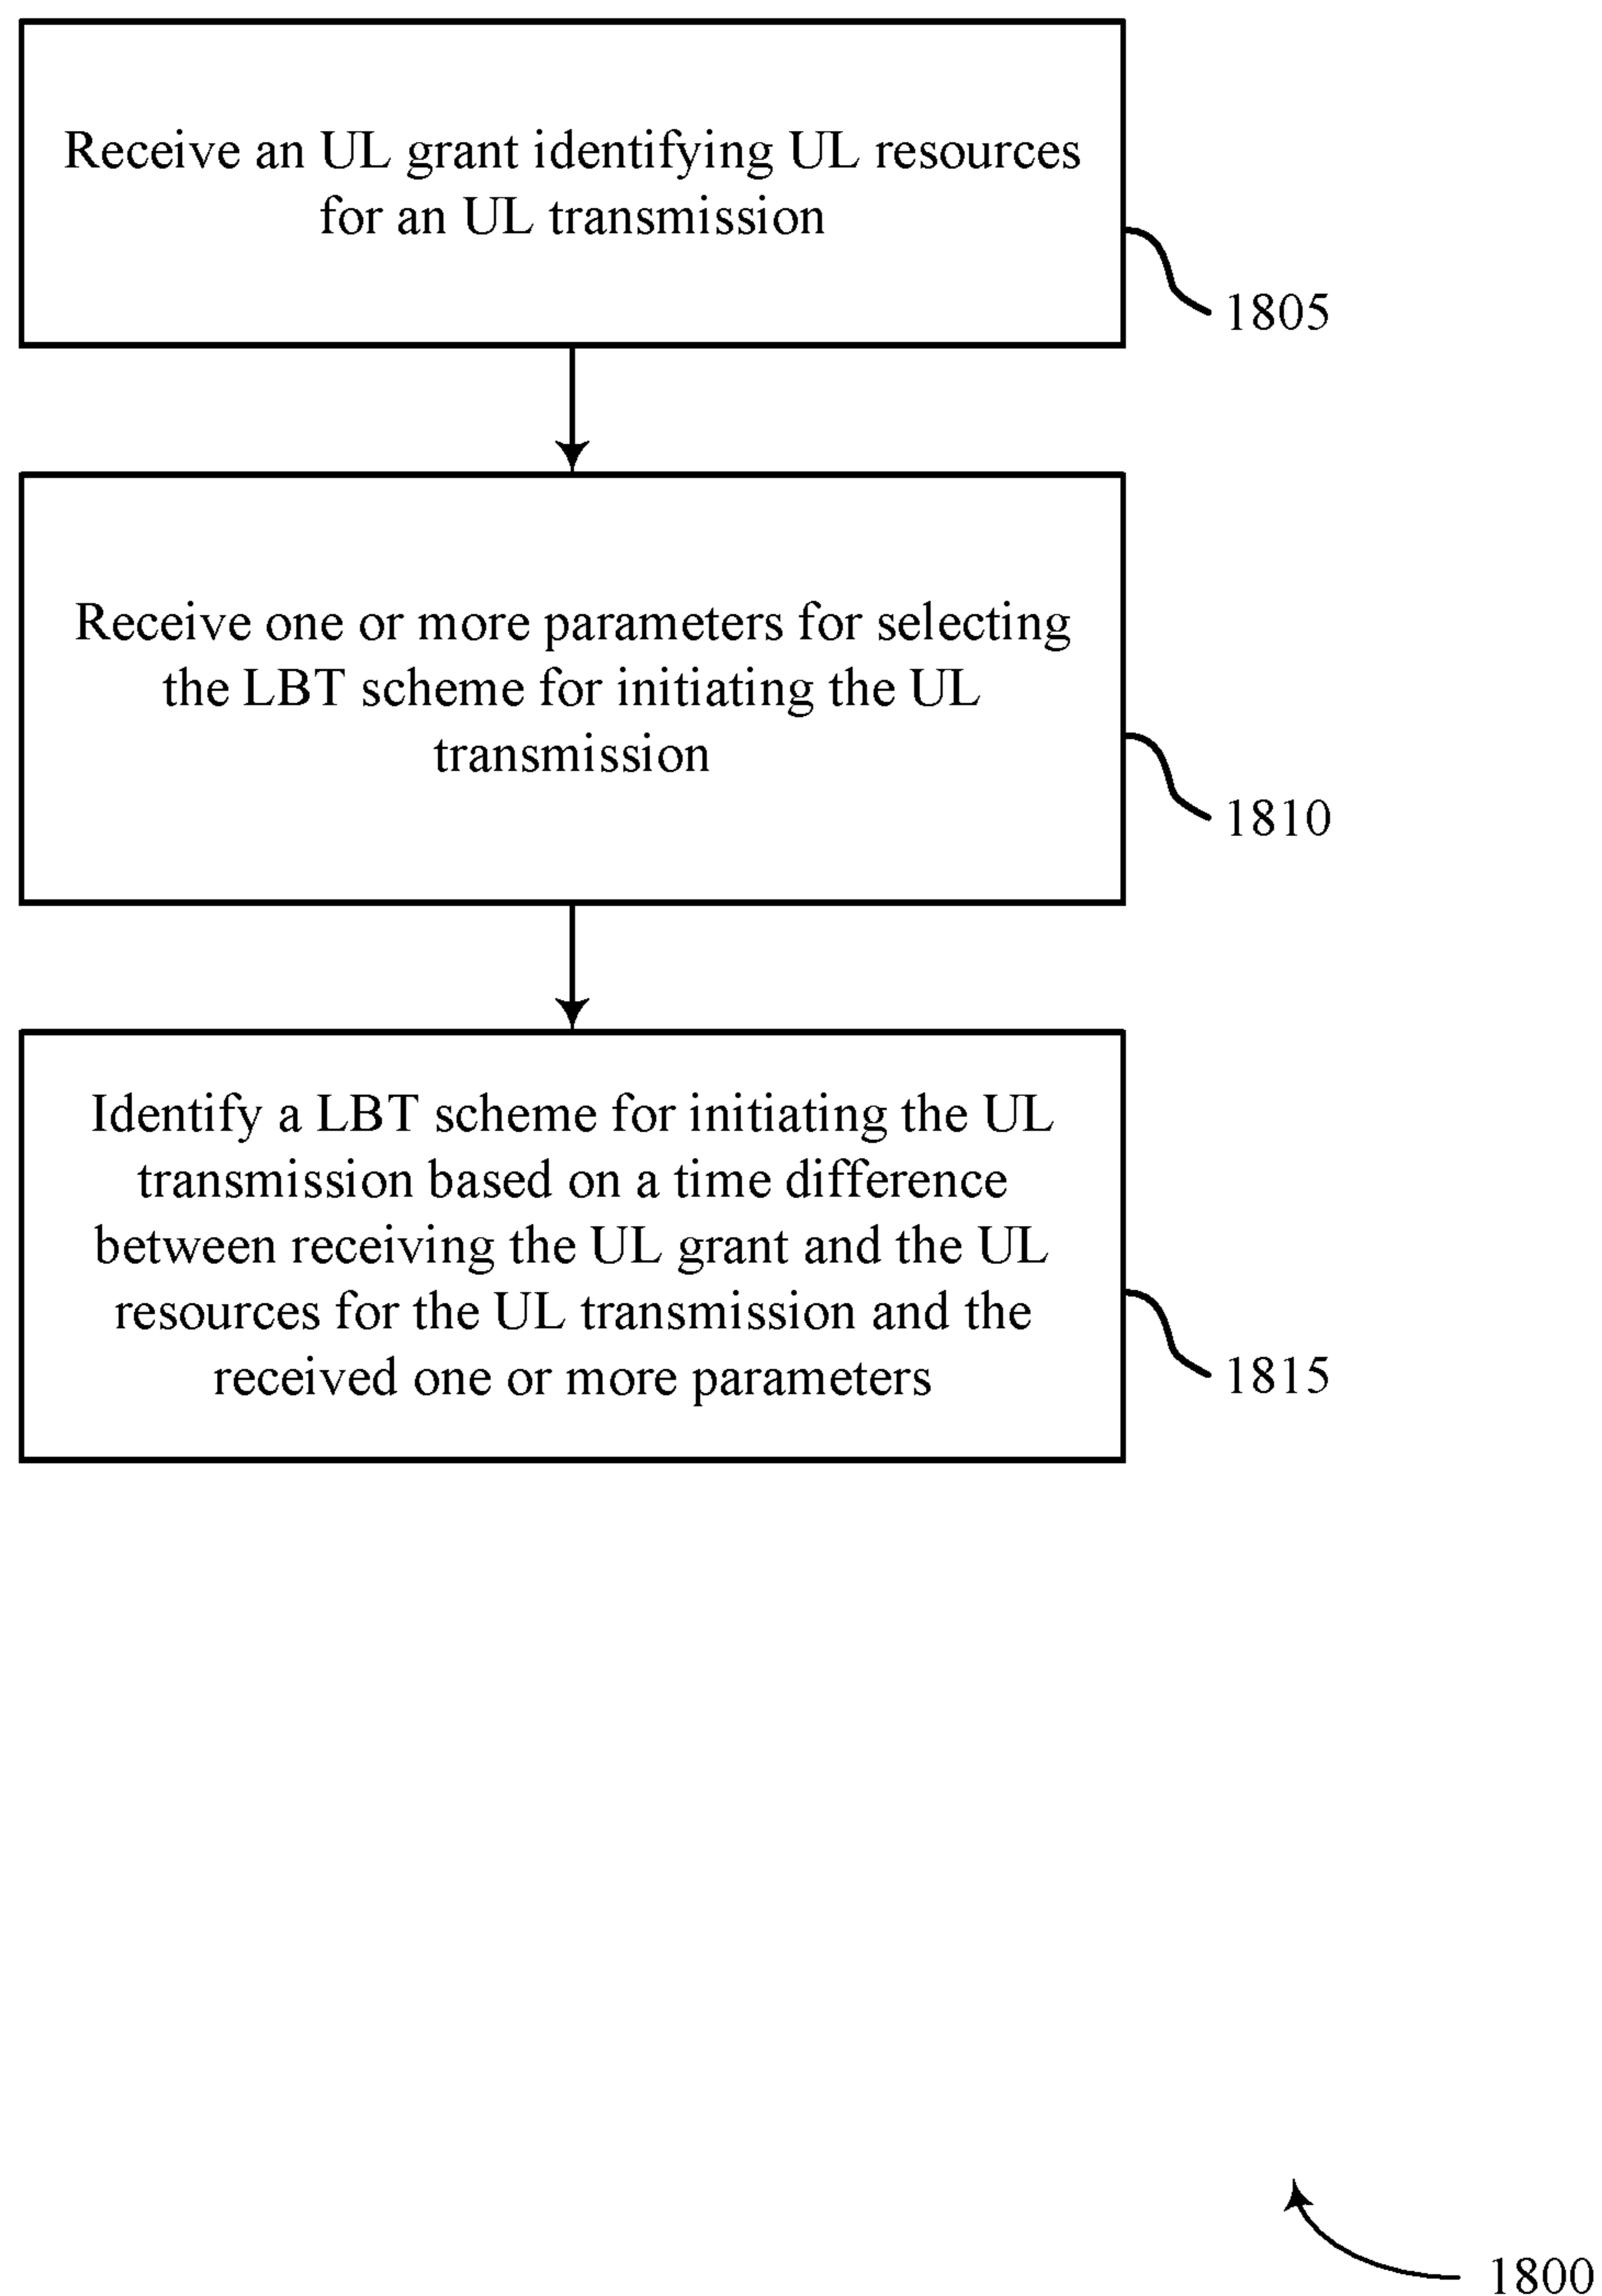 Receive an UL grant identifying UL resources
for an UL transmission
1805
Receive one or more parameters for selecting
the LBT scheme for initiating the UL
transmission
1810
Identify a LBT scheme for initiating the UL
transmission based on a time difference
between receiving the UL grant and the UL
resources for the UL transmission and the
received one or more parameters
1815
1800